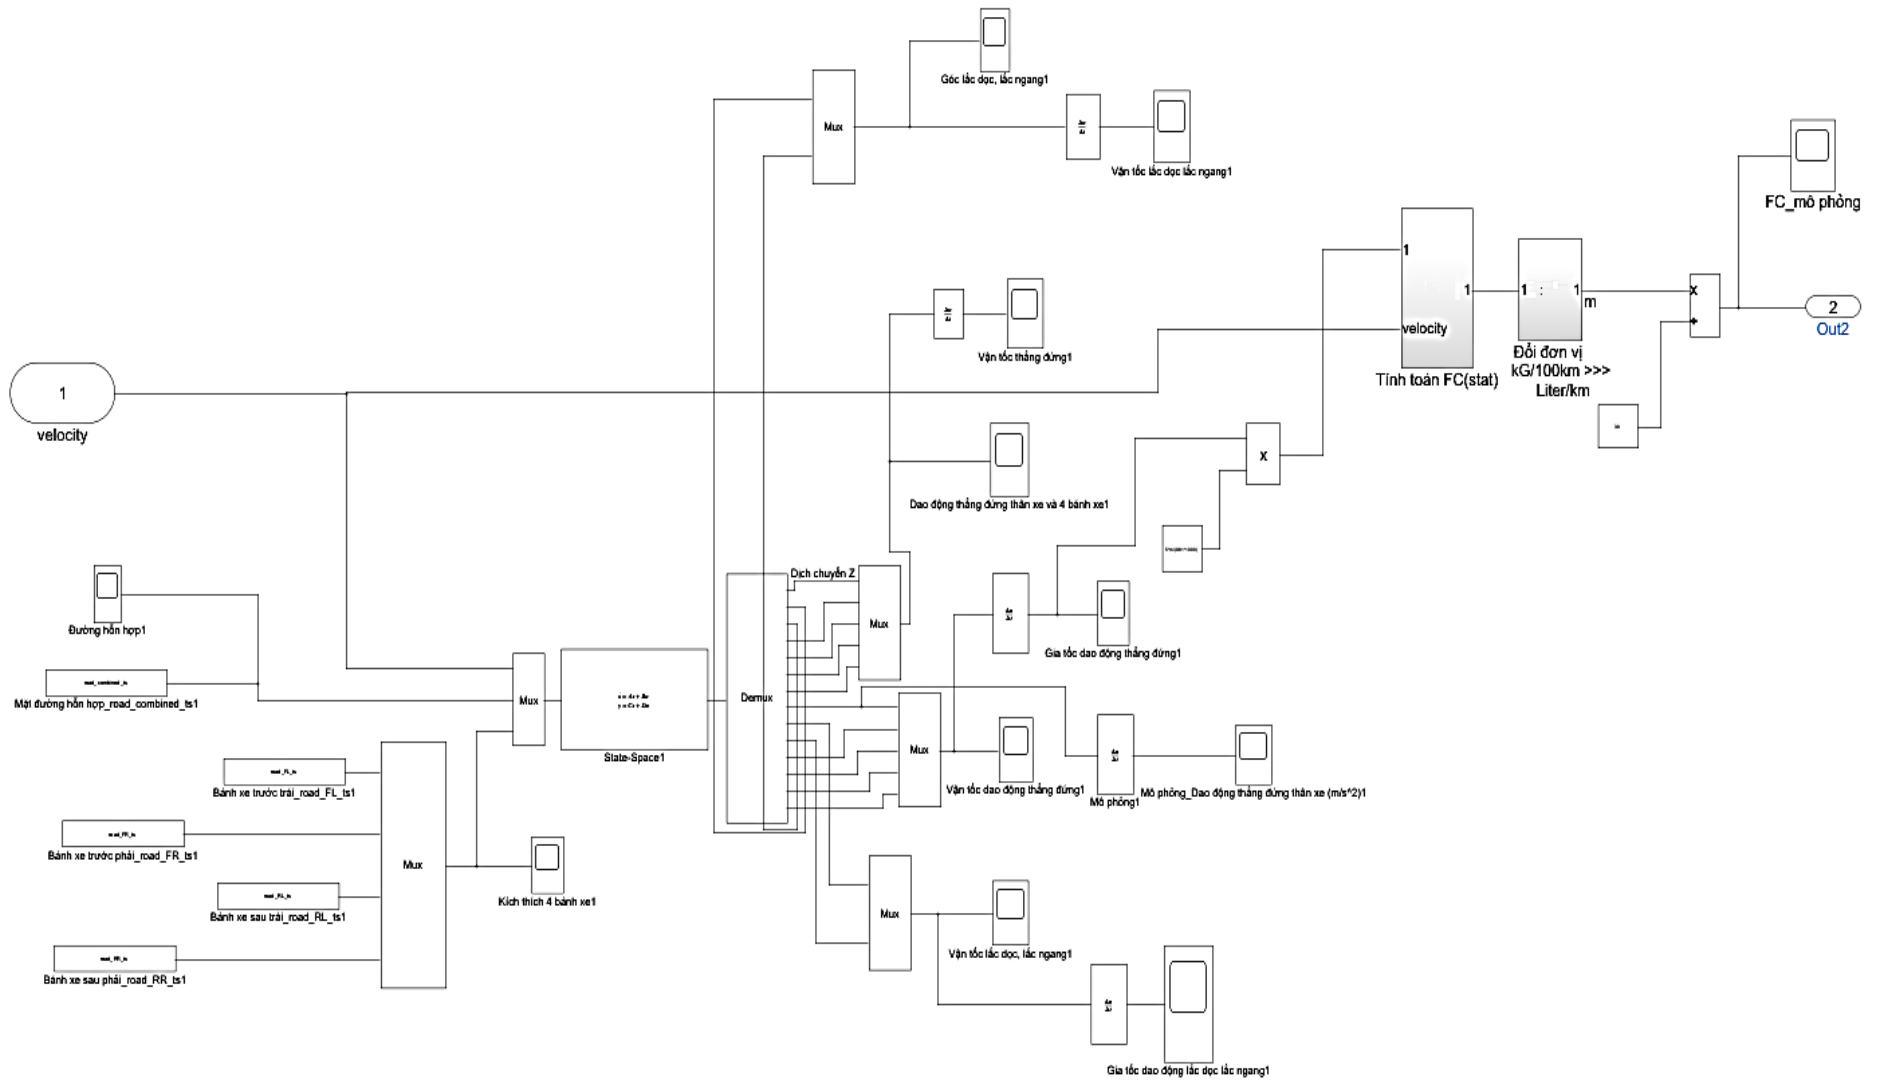 Góc lắc dọc, lắc ngang1
Mux
Vận tốc lắc dọc lắc ngang1
FC_mô phỏng
1
velocity
1
Tính toán FC(stat)
1
:
1
m
Đổi đơn vị
kG/100km >>>
Liter/km
X
÷
2
Out2
Vận tốc thẳng đứng1
1
velocity
Dao động thẳng đứng thân xe và 4 bánh xe1
X
Dịch chuyển Z
Mux
Đường hỗn hợp1
road_combined_ts
Mặt đường hỗn hợp_road_combined_ts1
Mux
State-Space1
Demux
Gia tốc dao động thẳng đứng1
Mux
Vận tốc dao động thẳng đứng1
Mô phỏng1
Mô phỏng_Dao động thẳng đứng thân xe (m/s^2)1
road_FL_ts
Bánh xe trước trái_road_FL_ts1
road_FR_ts
Bánh xe trước phải_road_FR_ts1
road_RL_ts
Bánh xe sau trái_road_RL_ts1
road_RR_ts
Bánh xe sau phải_road_RR_ts1
Mux
Kích thích 4 bánh xe1
Mux
Vận tốc lắc dọc, lắc ngang1
Gia tốc dao động lắc dọc lắc ngang1